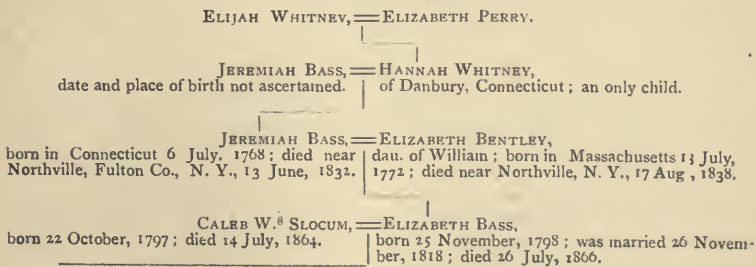 ELIJAH WHITNEY,=ELIZABETH PERRY.
JEREMIAH BASS,=HANNAH WHITNEY,
date and place of birth not ascertained. of Danbury, Connecticut; an only child.
JEREMIAH BASS,=ELIZABETH BENTLEY,
born in Connecticut 6 July, 1768; died near dau. of William; born in Massachusetts 13 July,
Northville, Fulton Co., N. Y., 13 June, 1832. 1772; died near Northville, N. Y., 17 Aug, 1838.
CALEB W.⁸ SLOCUM,=ELIZABETH BASS,
born 22 October, 1797; died 14 July, 1864. born 25 November, 1798; was married 26 Novem-
ber, 1818; died 26 July, 1866.